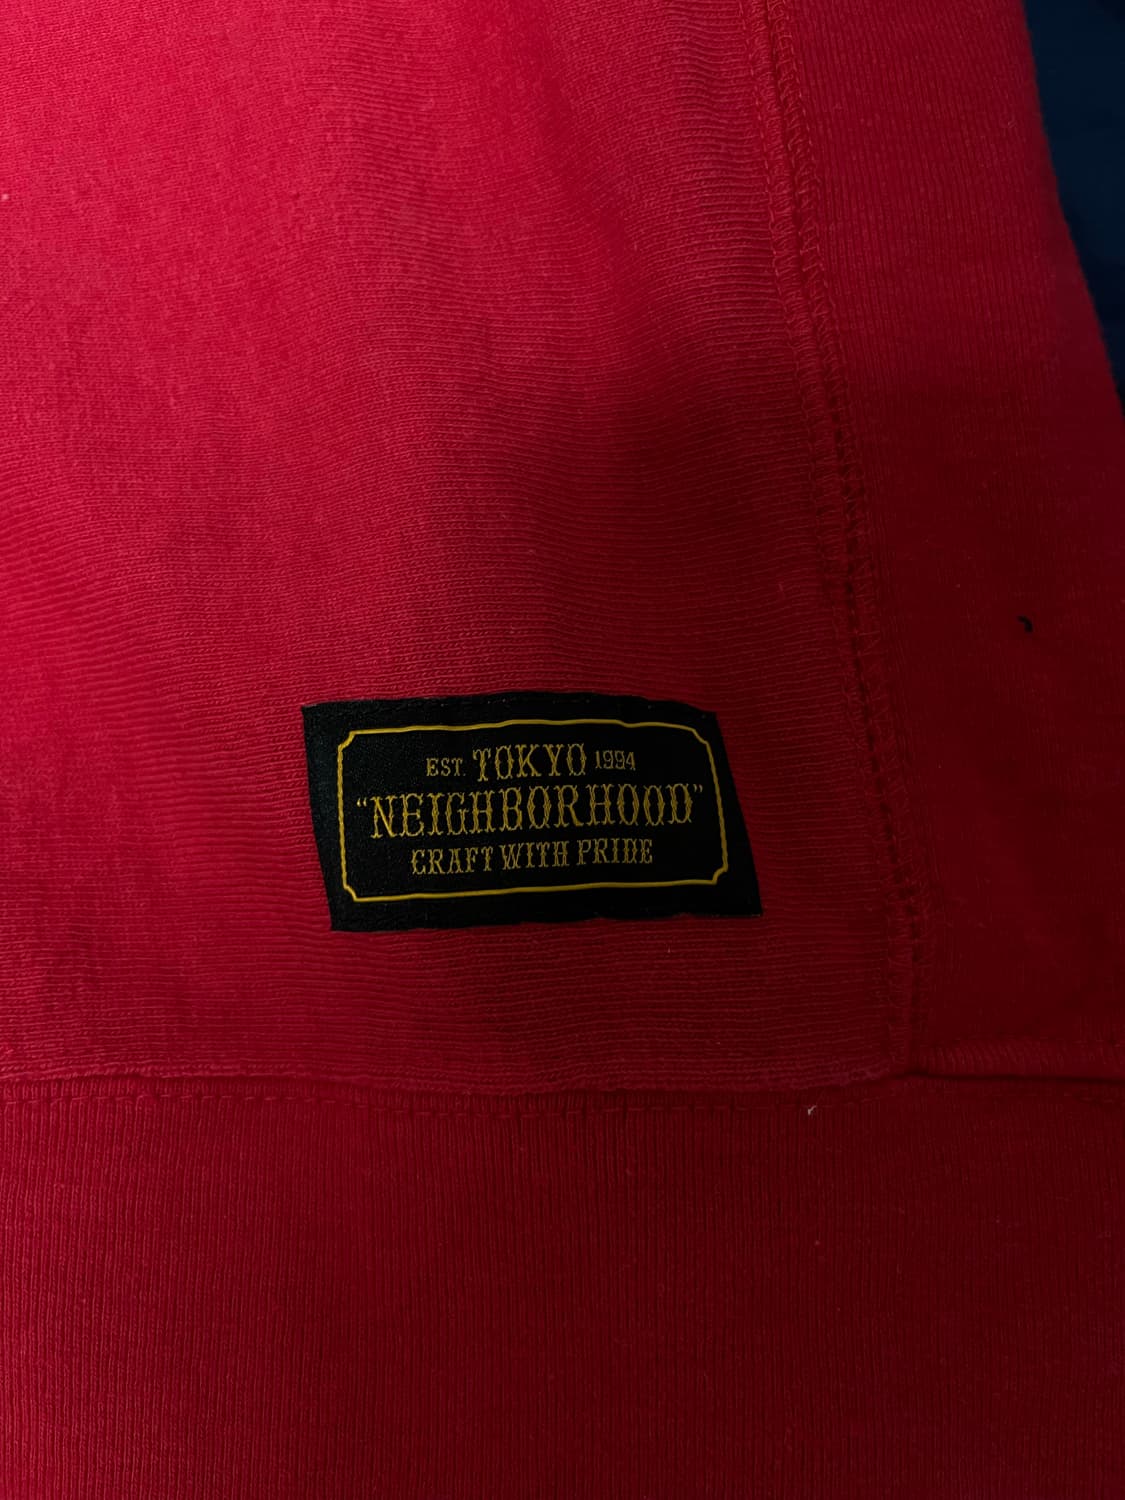 EST. TOKYO 1994
"NEIGHBORHOOD"
CRAFT WITH PRIDE